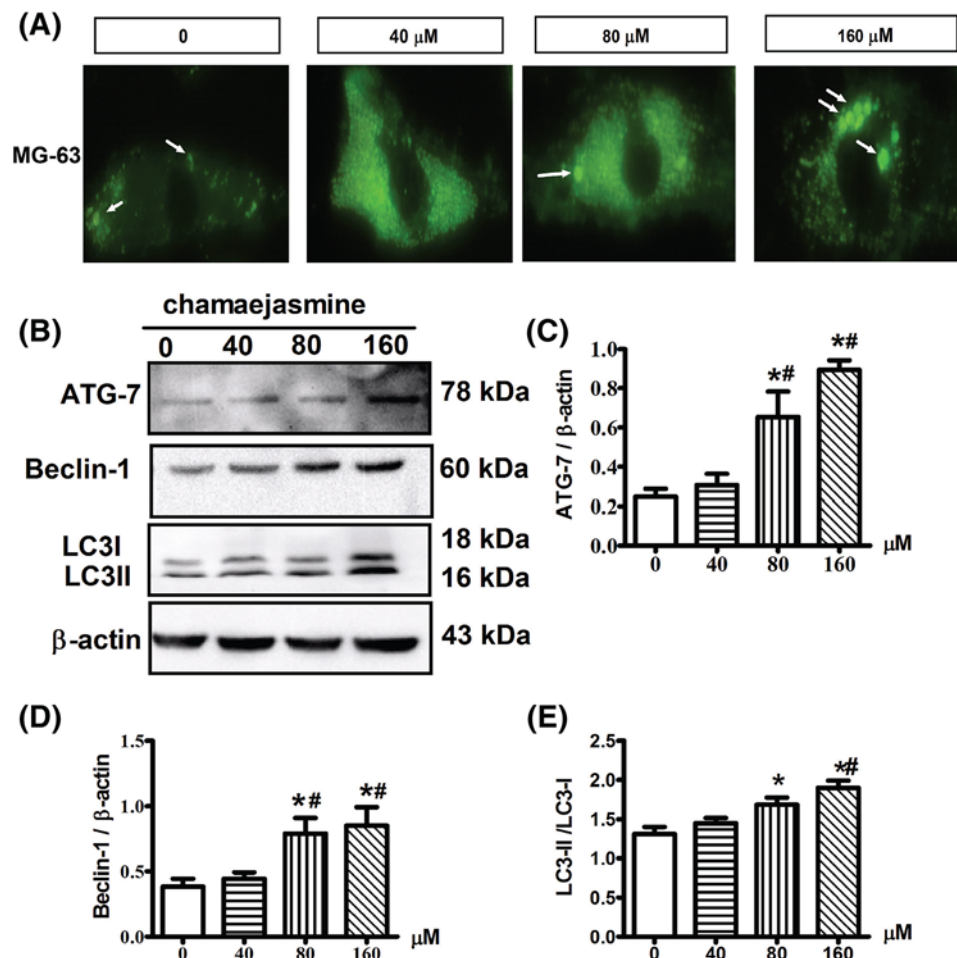 (A)
0 40 μM 80 μM 160 μM
MG-63
(B)
chamaejasmine
0 40 80 160
ATG-7 78 kDa
Beclin-1 60 kDa
LC3I 18 kDa
LC3II 16 kDa
β-actin 43 kDa
(C)
ATG-7 / β-actin
1.0
0.8
0.6
0.4
0.2
0.0
*# *#
0 40 80 160 μM
(D)
Beclin-1 / β-actin
1.5
1.0
0.5
0.0
*# *#
0 40 80 160 μM
(E)
LC3-II /LC3-I
2.5
2.0
1.5
1.0
0.5
0.0
* *#
0 40 80 160 μM